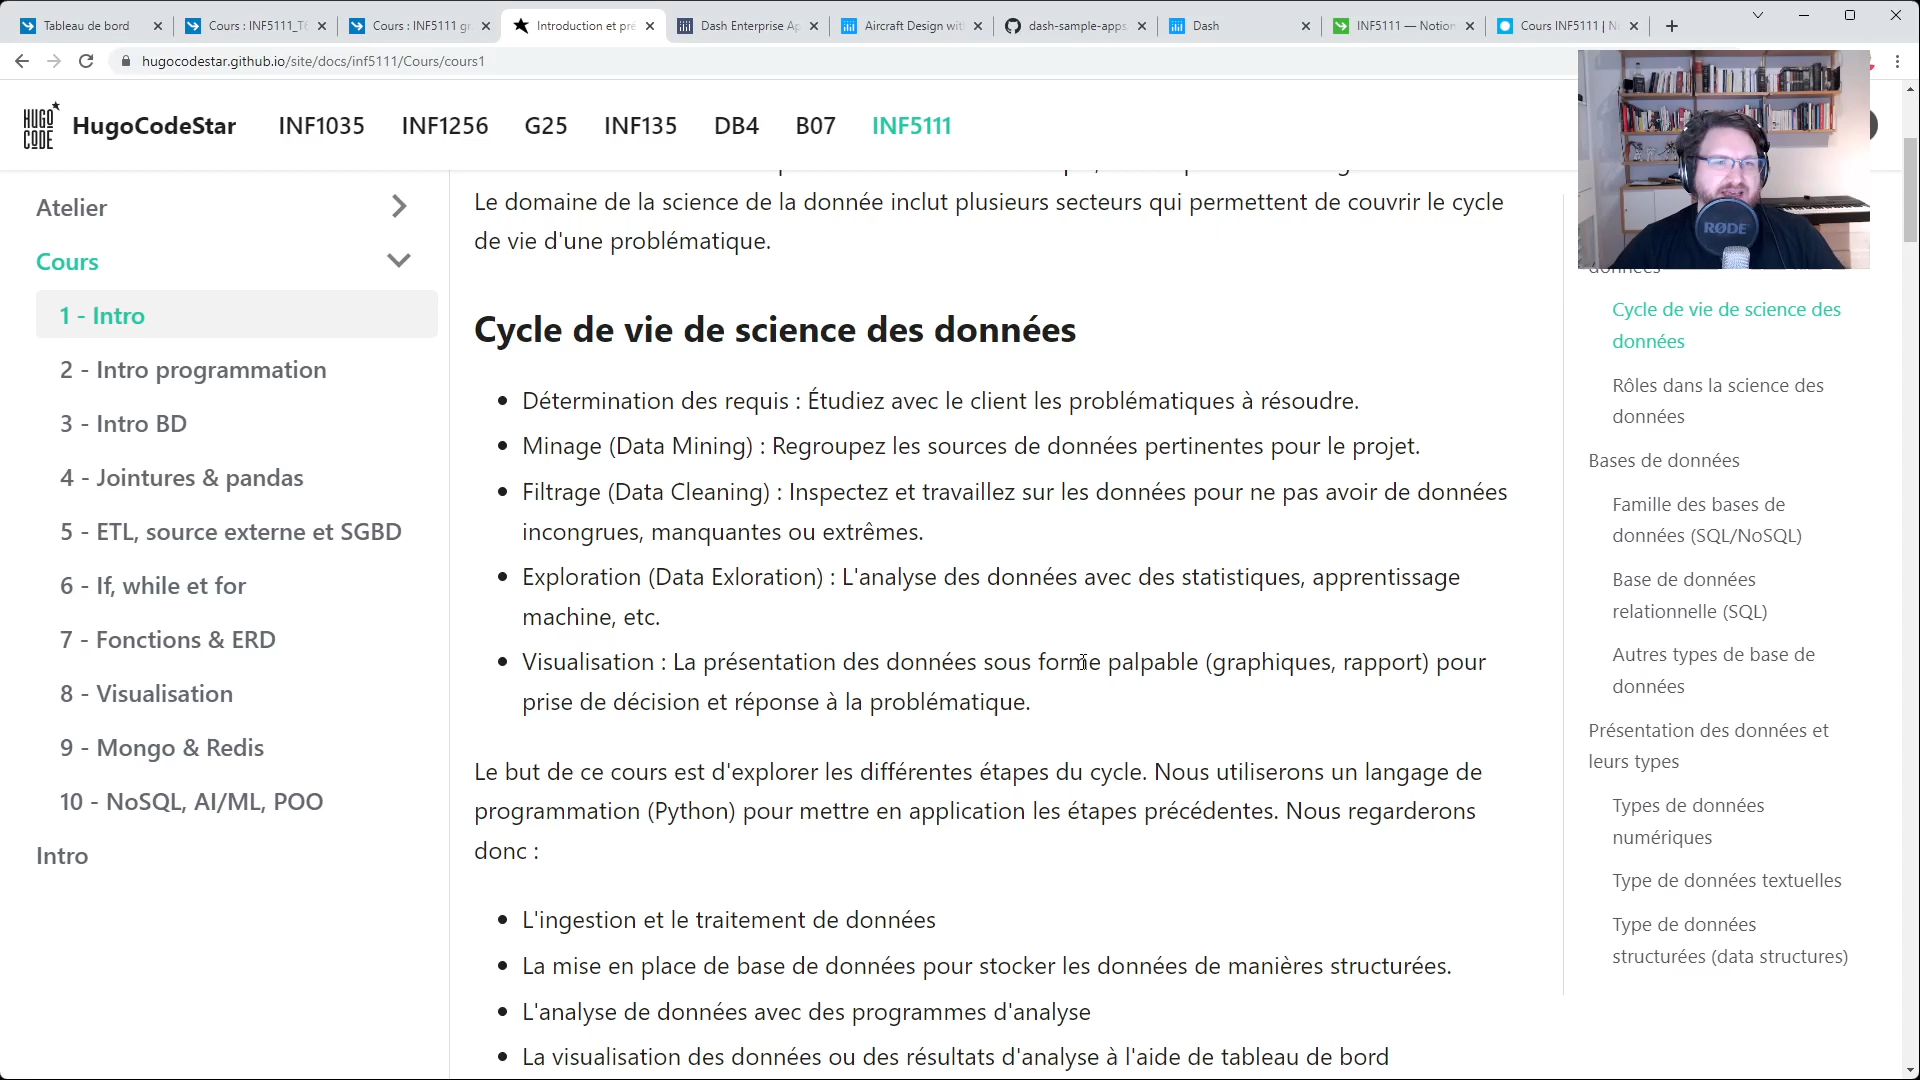 Tableau de bord
Cours : INF5111_T6
Cours : INF5111 gr
Introduction et pré
Dash Enterprise Ap
Aircraft Design wit
dash-sample-apps
Dash
INF5111 — Notion
Cours INF5111 | N
hugocodestar.github.io/site/docs/inf5111/Cours/cours1
HUGO
CODE
HugoCodeStar
INF1035
INF1256
G25
INF135
DB4
B07
INF5111
RØDE
Atelier
Cours
1 - Intro
2 - Intro programmation
3 - Intro BD
4 - Jointures & pandas
5 - ETL, source externe et SGBD
6 - If, while et for
7 - Fonctions & ERD
8 - Visualisation
9 - Mongo & Redis
10 - NoSQL, AI/ML, POO
Intro
Le domaine de la science de la donnée inclut plusieurs secteurs qui permettent de couvrir le cycle
de vie d'une problématique.
Cycle de vie de science des données
Détermination des requis : Étudiez avec le client les problématiques à résoudre.
Minage (Data Mining) : Regroupez les sources de données pertinentes pour le projet.
Filtrage (Data Cleaning) : Inspectez et travaillez sur les données pour ne pas avoir de données
incongrues, manquantes ou extrêmes.
Exploration (Data Exloration) : L'analyse des données avec des statistiques, apprentissage
machine, etc.
Visualisation : La présentation des données sous forme palpable (graphiques, rapport) pour
prise de décision et réponse à la problématique.
Le but de ce cours est d'explorer les différentes étapes du cycle. Nous utiliserons un langage de
programmation (Python) pour mettre en application les étapes précédentes. Nous regarderons
donc :
L'ingestion et le traitement de données
La mise en place de base de données pour stocker les données de manières structurées.
L'analyse de données avec des programmes d'analyse
La visualisation des données ou des résultats d'analyse à l'aide de tableau de bord
données
Cycle de vie de science des
données
Rôles dans la science des
données
Bases de données
Famille des bases de
données (SQL/NoSQL)
Base de données
relationnelle (SQL)
Autres types de base de
données
Présentation des données et
leurs types
Types de données
numériques
Type de données textuelles
Type de données
structurées (data structures)